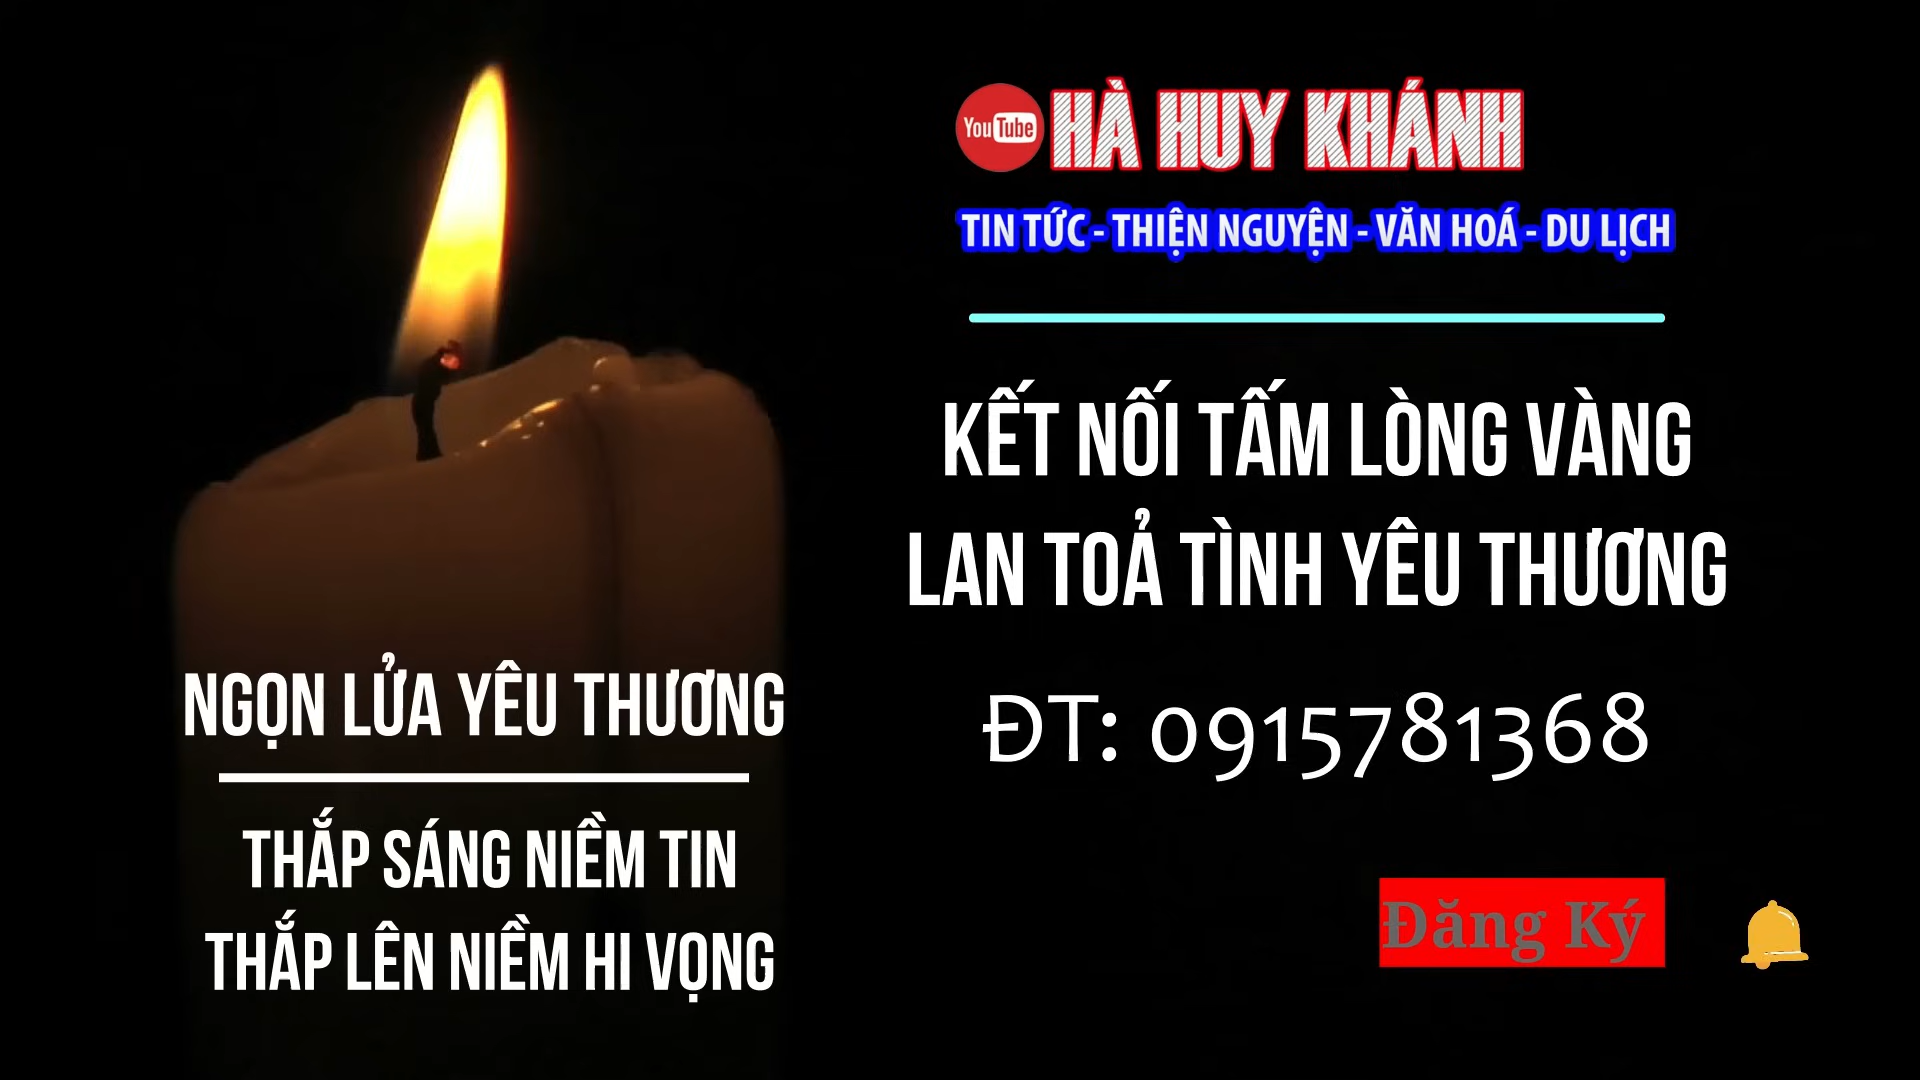 YouTube HÀ HUY KHÁNH
TIN TỨC - THIỆN NGUYỆN - VĂN HOÁ - DU LỊCH
KẾT NỐI TẤM LÒNG VÀNG
LAN TOẢ TÌNH YÊU THƯƠNG
ĐT: 0915781368
Đăng Ký
NGỌN LỬA YÊU THƯƠNG
THẮP SÁNG NIỀM TIN
THẮP LÊN NIỀM HI VỌNG